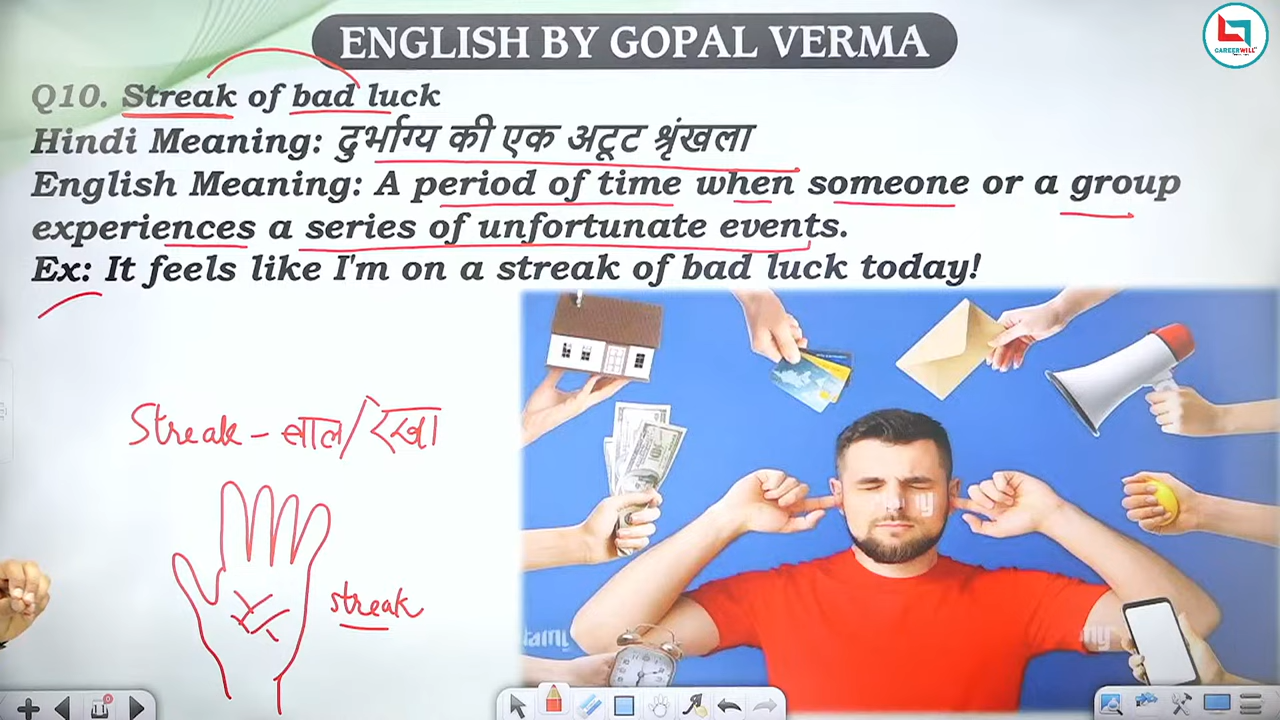 ENGLISH BY GOPAL VERMA
CAREERWILL
Q10. Streak of bad luck
Hindi Meaning: दुर्भाग्य की एक अटूट श्रृंखला
English Meaning: A period of time when someone or a group
experiences a series of unfortunate events.
Ex: It feels like I'm on a streak of bad luck today!
Streak - /रेखा
streak